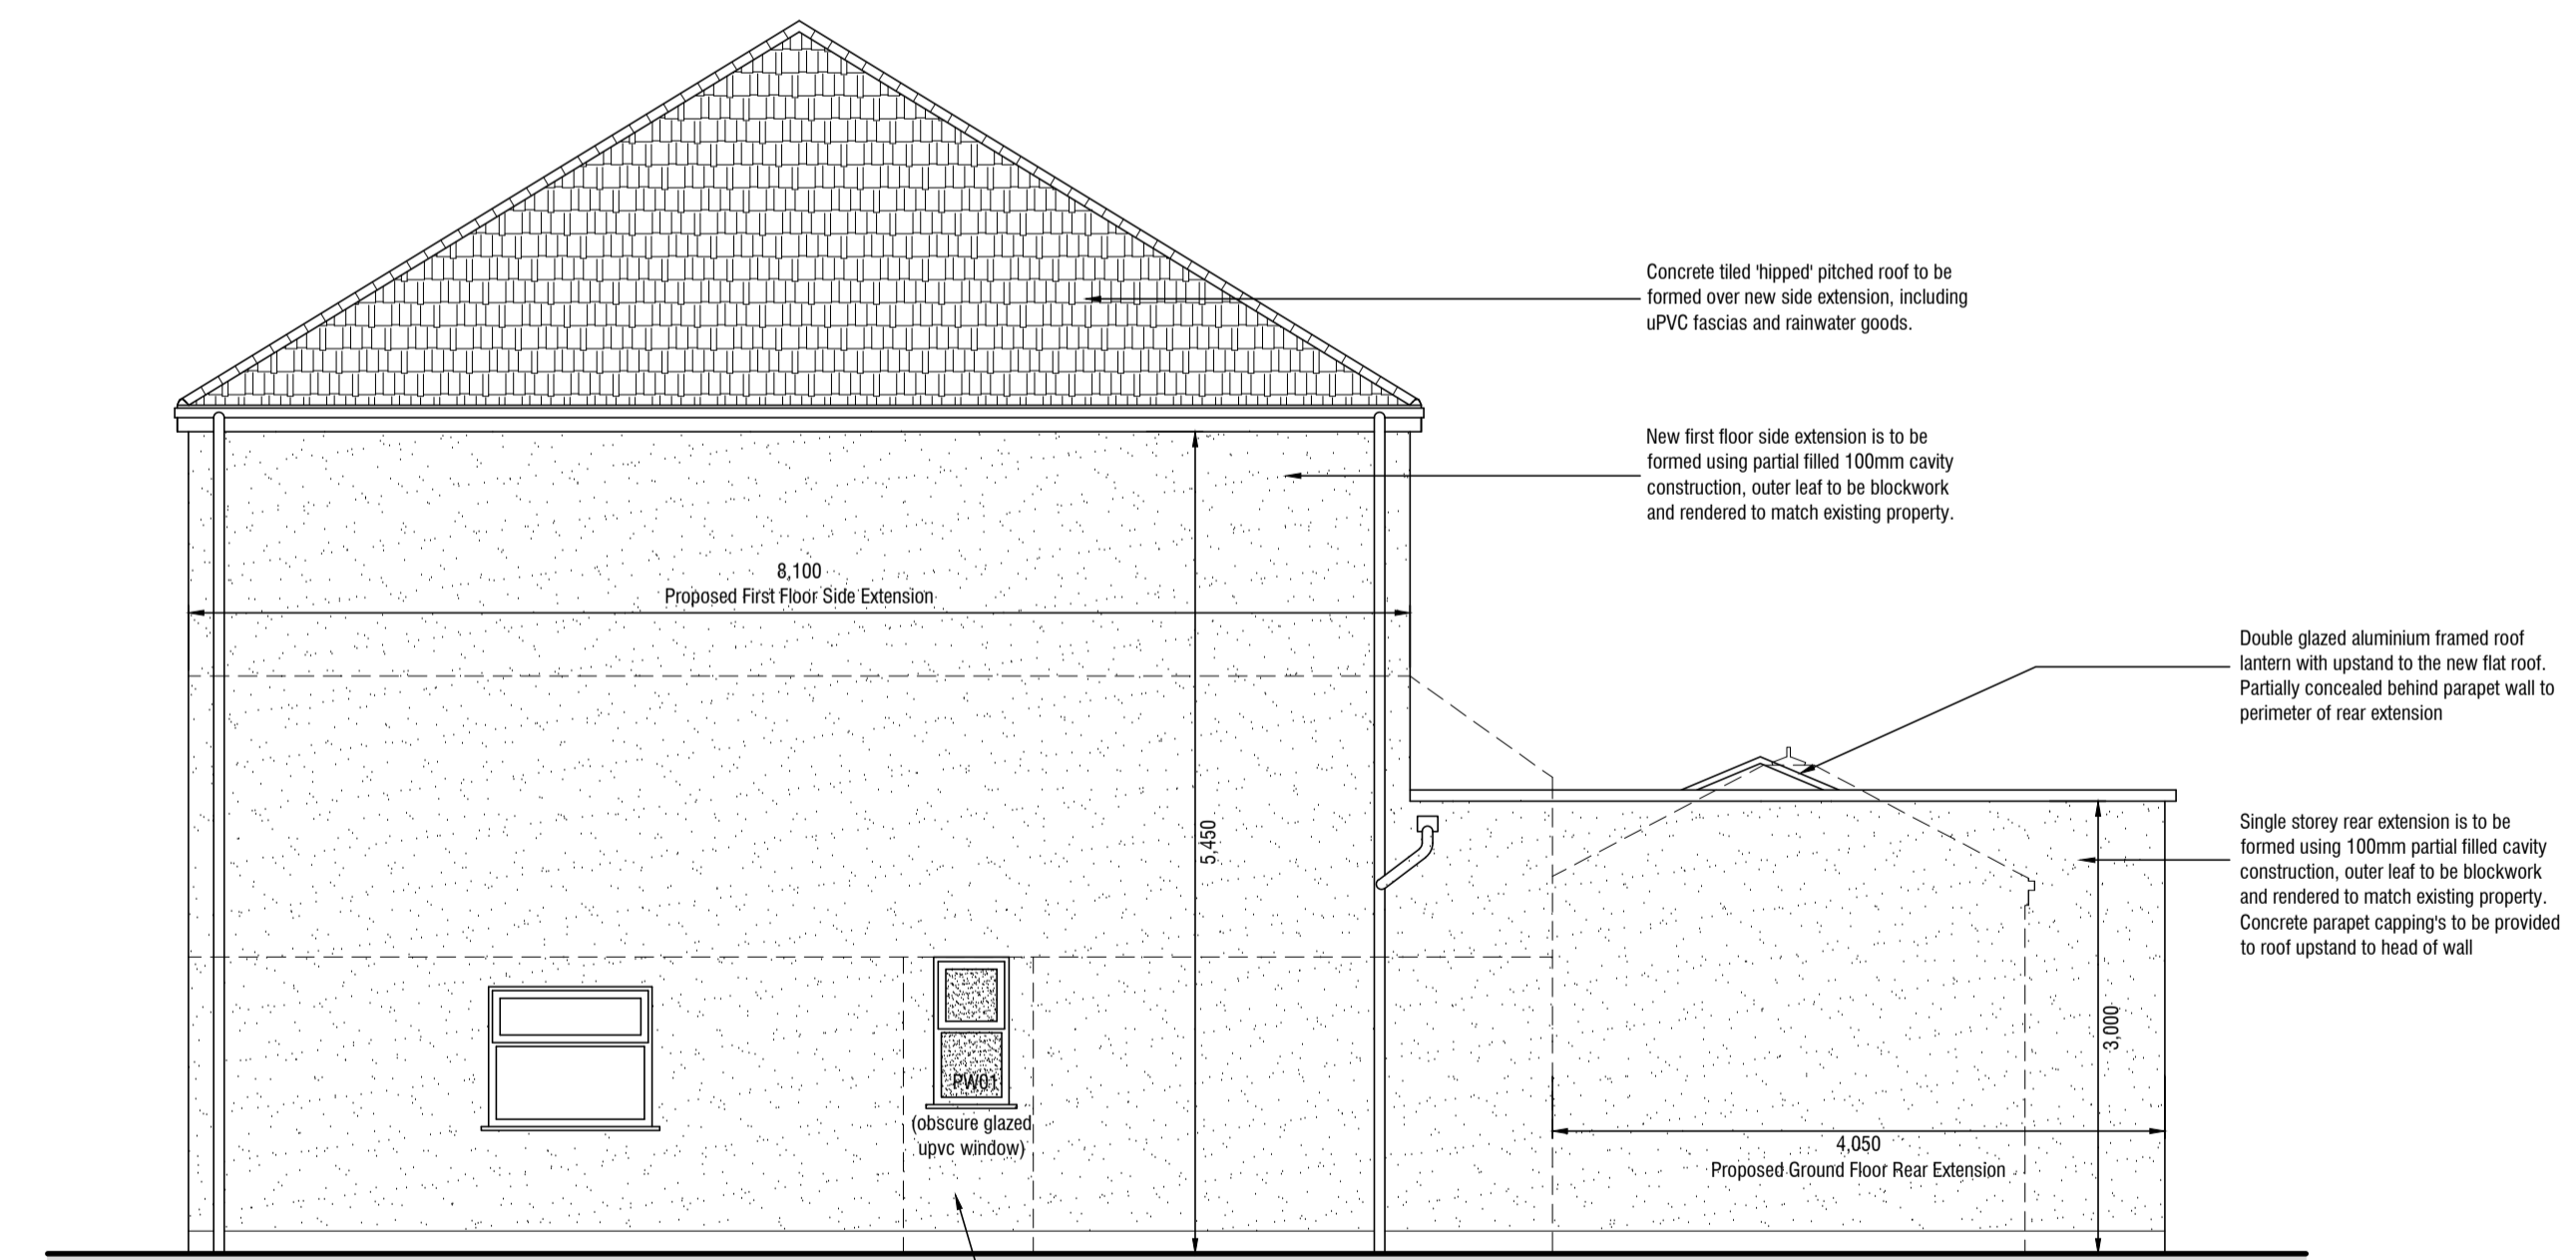 Concrete tiled 'hipped' pitched roof to be
formed over new side extension, including
uPVC fascias and rainwater goods.
New first floor side extension is to be
formed using partial filled 100mm cavity
construction, outer leaf to be blockwork
and rendered to match existing property.
8,100
Proposed First Floor Side Extension
Double glazed aluminium framed roof
lantern with upstand to the new flat roof.
Partially concealed behind parapet wall to
perimeter of rear extension
5,450
Single storey rear extension is to be
formed using 100mm partial filled cavity
construction, outer leaf to be blockwork
and rendered to match existing property.
Concrete parapet capping's to be provided
to roof upstand to head of wall
3,000
PW01
(obscure glazed
upvc window)
4,050
Proposed Ground Floor Rear Extension